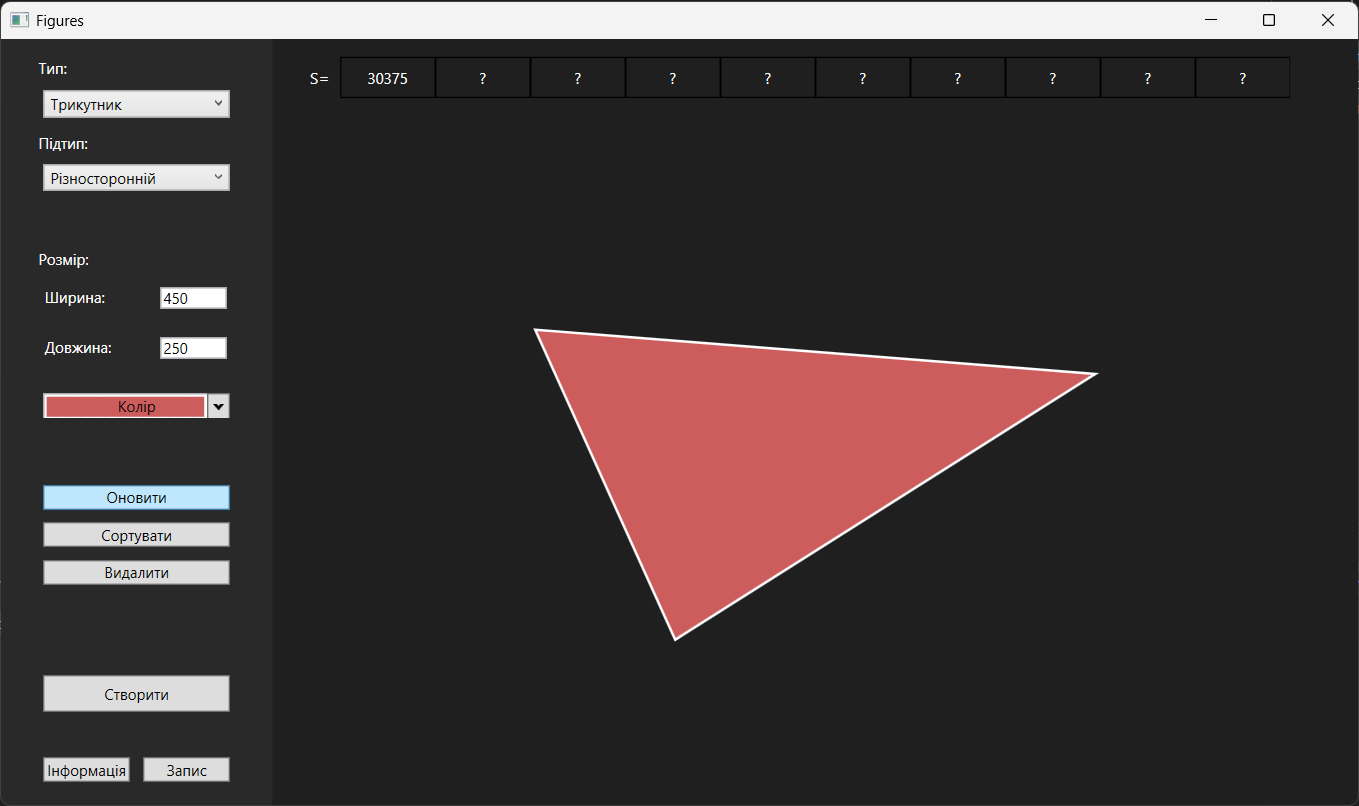 Figures
Тип:
Трикутник
Підтип:
Різносторонній
Розмір:
Ширина: 450
Довжина: 250
Колір
Оновити
Сортувати
Видалити
Створити
Інформація Запис
S= 30375 ? ? ? ? ? ? ? ? ?